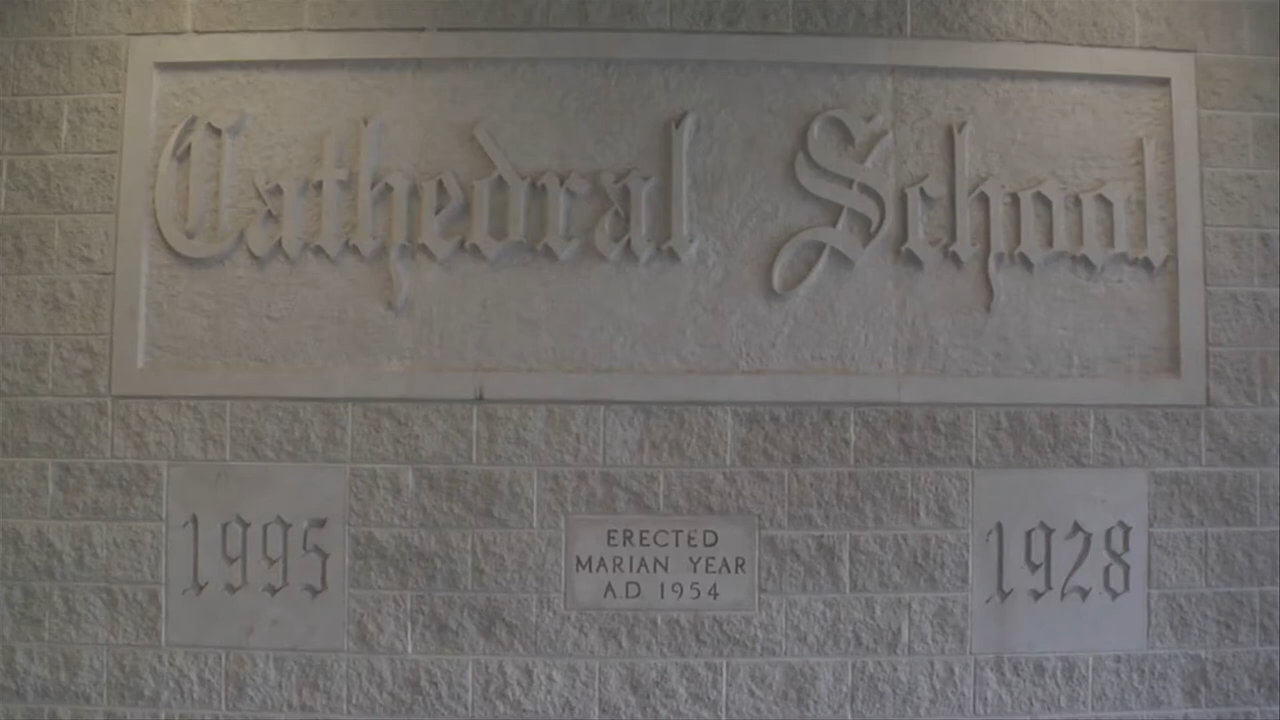 Cathedral School
1995
ERECTED
MARIAN YEAR
A.D. 1954
1928